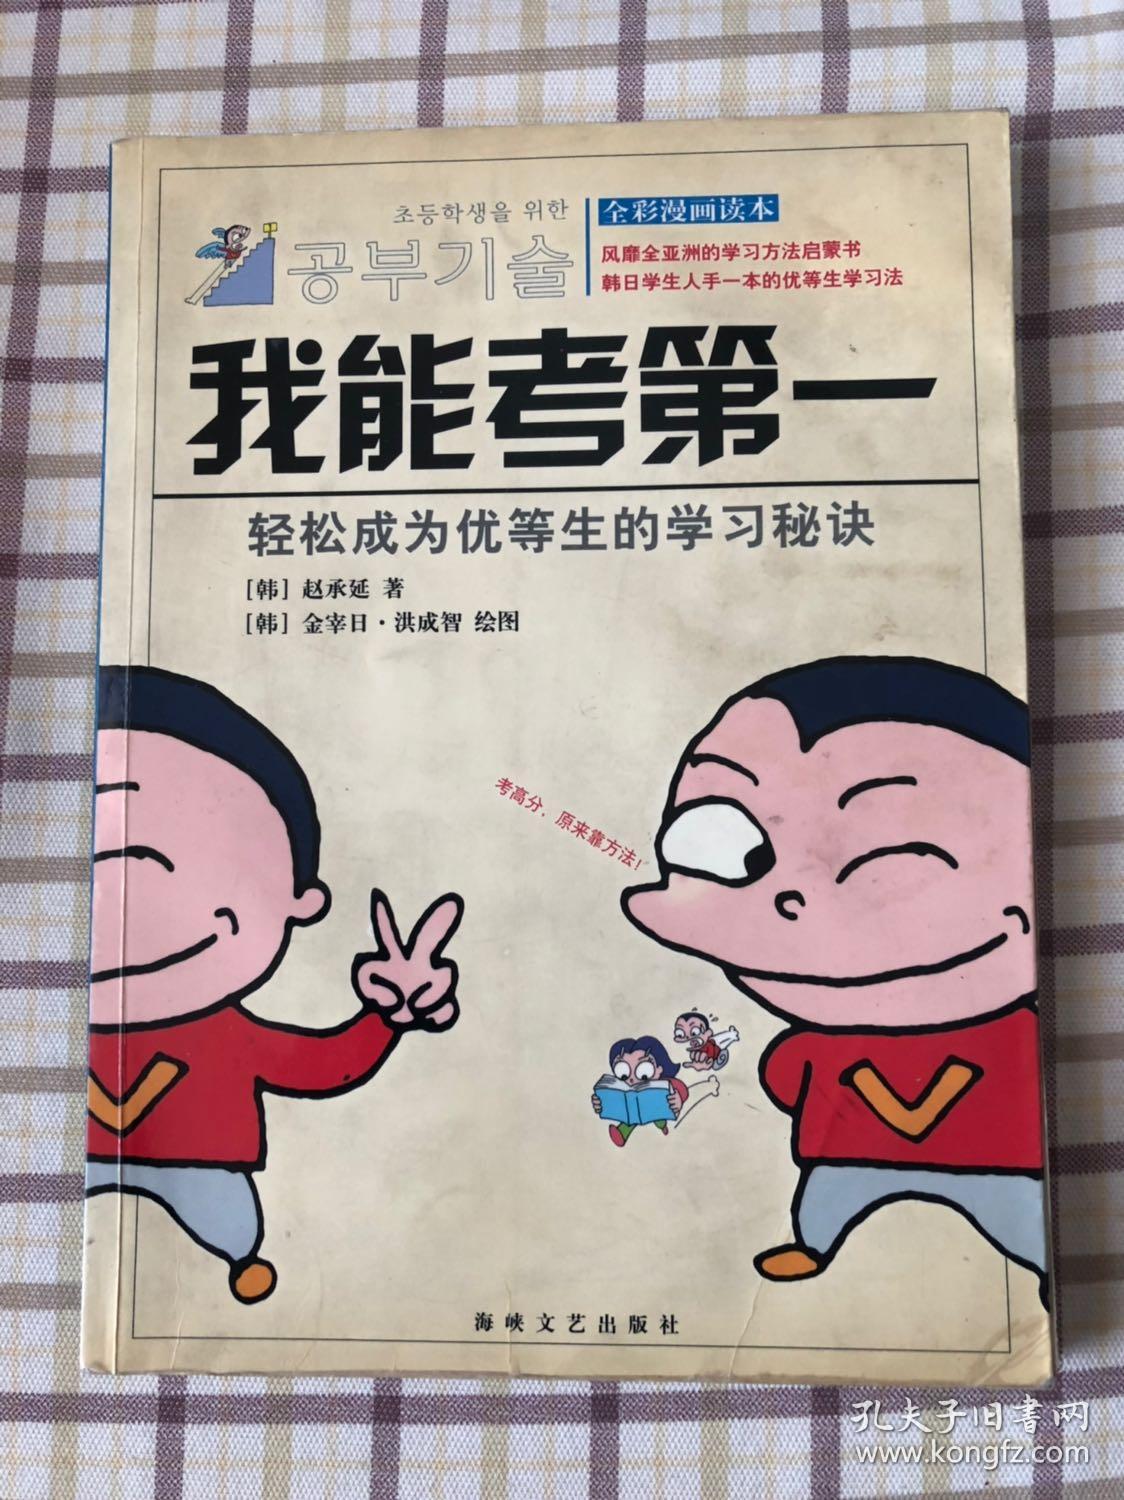 초등학생을 위한
공부기술
全彩漫画读本
风靡全亚洲的学习方法启蒙书
韩日学生人手一本的优等生学习法
我能考第一
轻松成为优等生的学习秘诀
[韩] 赵承延 著
[韩] 金宰日·洪成智 绘图
考高分，原来靠方法！
海峡文艺出版社
孔夫子旧书网
www.kongfz.com